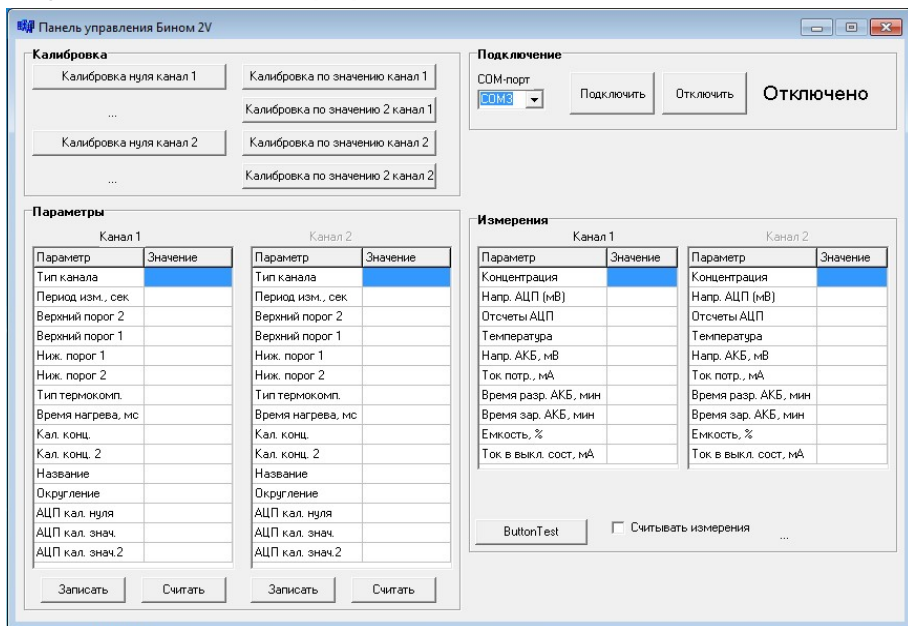 Панель управления Бином 2V
Калибровка
Калибровка нуля канал 1
Калибровка по значению канал 1
...
Калибровка по значению 2 канал 1
Калибровка нуля канал 2
Калибровка по значению канал 2
...
Калибровка по значению 2 канал 2
Подключение
COM-порт
COM3
Подключить
Отключить
Отключено
Параметры
Канал 1
Параметр Значение
Тип канала
Период изм., сек
Верхний порог 2
Верхний порог 1
Ниж. порог 1
Ниж. порог 2
Тип термокомп.
Время нагрева, мс
Кал. конц.
Кал. конц. 2
Название
Округление
АЦП кал. нуля
АЦП кал. знач.
АЦП кал. знач.2
Записать Считать
Канал 2
Параметр Значение
Тип канала
Период изм., сек
Верхний порог 2
Верхний порог 1
Ниж. порог 1
Ниж. порог 2
Тип термокомп.
Время нагрева, мс
Кал. конц.
Кал. конц. 2
Название
Округление
АЦП кал. нуля
АЦП кал. знач.
АЦП кал. знач.2
Записать Считать
Измерения
Канал 1
Параметр Значение
Концентрация
Напр. АЦП (мВ)
Отсчеты АЦП
Температура
Напр. АКБ, мВ
Ток потр., мА
Время разр. АКБ, мин
Время зар. АКБ, мин
Емкость, %
Ток в выкл. сост, мА
Канал 2
Параметр Значение
Концентрация
Напр. АЦП (мВ)
Отсчеты АЦП
Температура
Напр. АКБ, мВ
Ток потр., мА
Время разр. АКБ, мин
Время зар. АКБ, мин
Емкость, %
Ток в выкл. сост, мА
ButtonTest
Считывать измерения
...